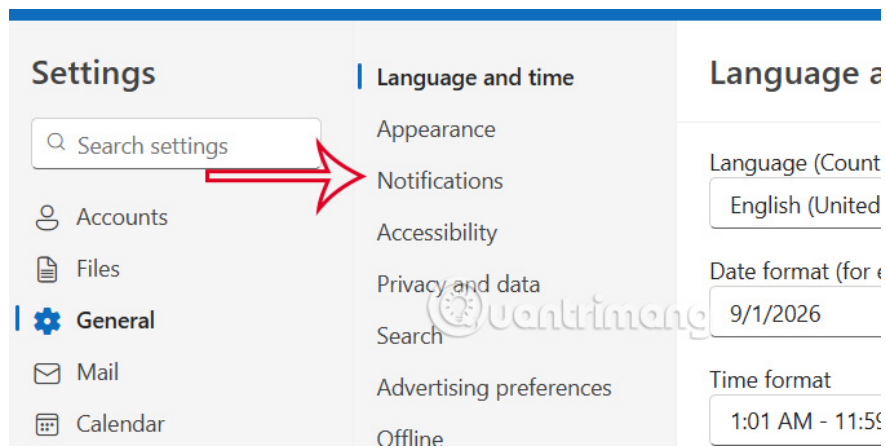 Settings
Search settings
Accounts
Files
General
Mail
Calendar
Language and time
Appearance
Notifications
Accessibility
Privacy and data
Search
Advertising preferences
Offline
Language a
Language (Count
English (United
Date format (for e
9/1/2026
Time format
1:01 AM - 11:59
Quantrimang